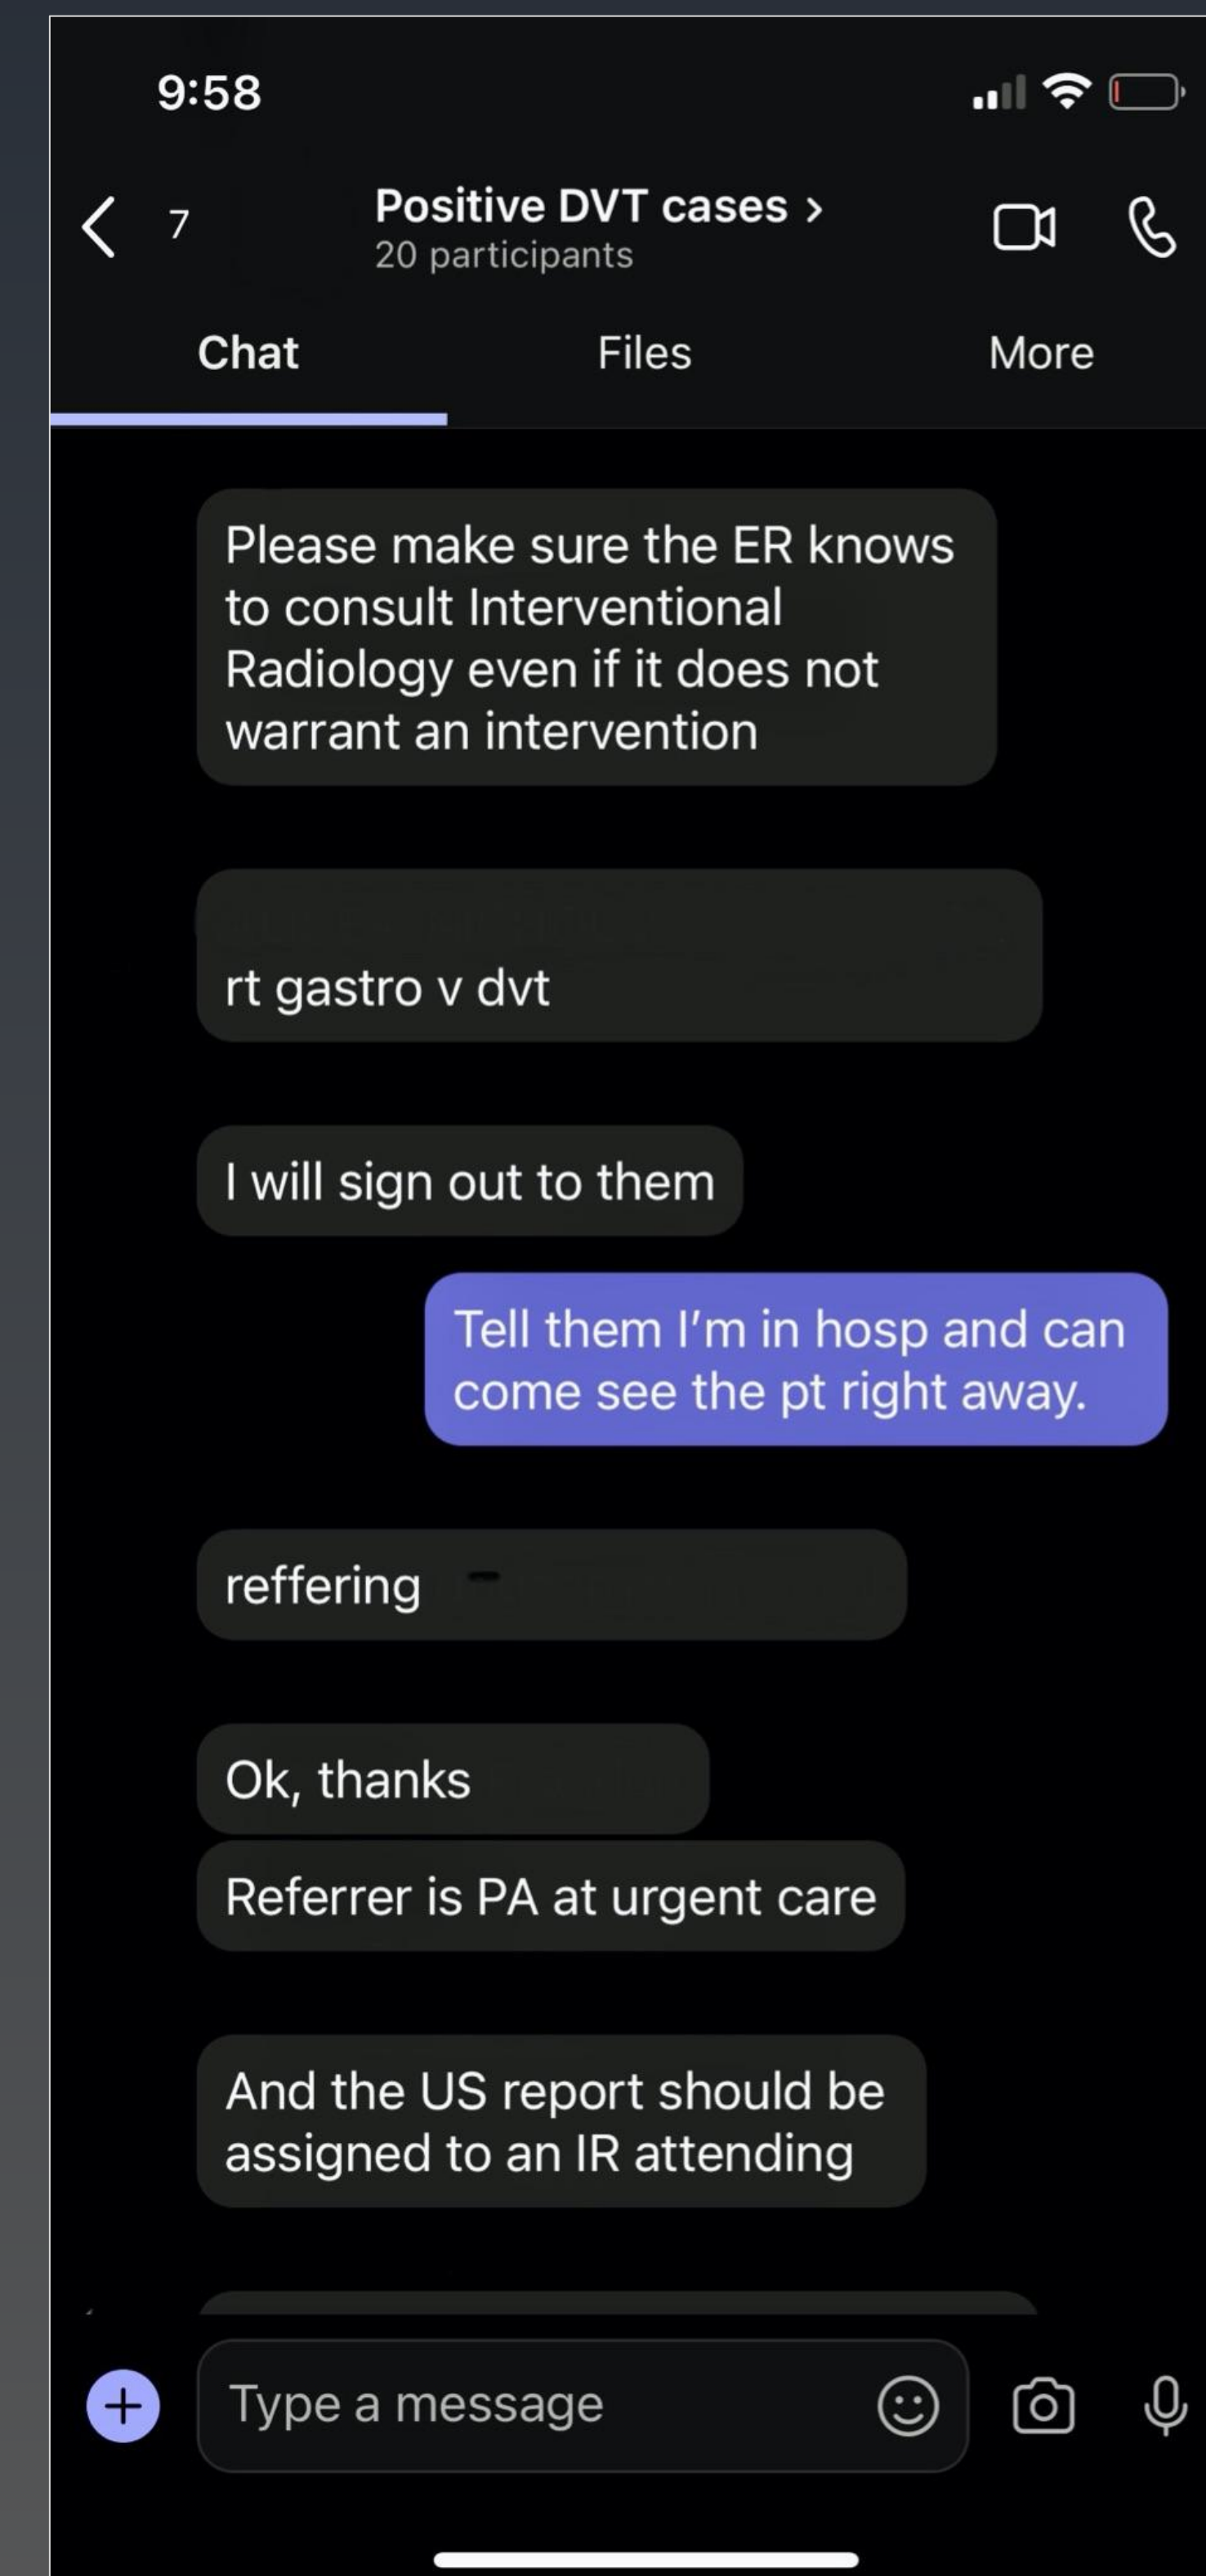 9:58
7
Positive DVT cases >
20 participants
Chat
Files
More
Please make sure the ER knows
to consult Interventional
Radiology even if it does not
warrant an intervention
rt gastro v dvt
I will sign out to them
Tell them I'm in hosp and can
come see the pt right away.
reffering
Ok, thanks
Referrer is PA at urgent care
And the US report should be
assigned to an IR attending
Type a message